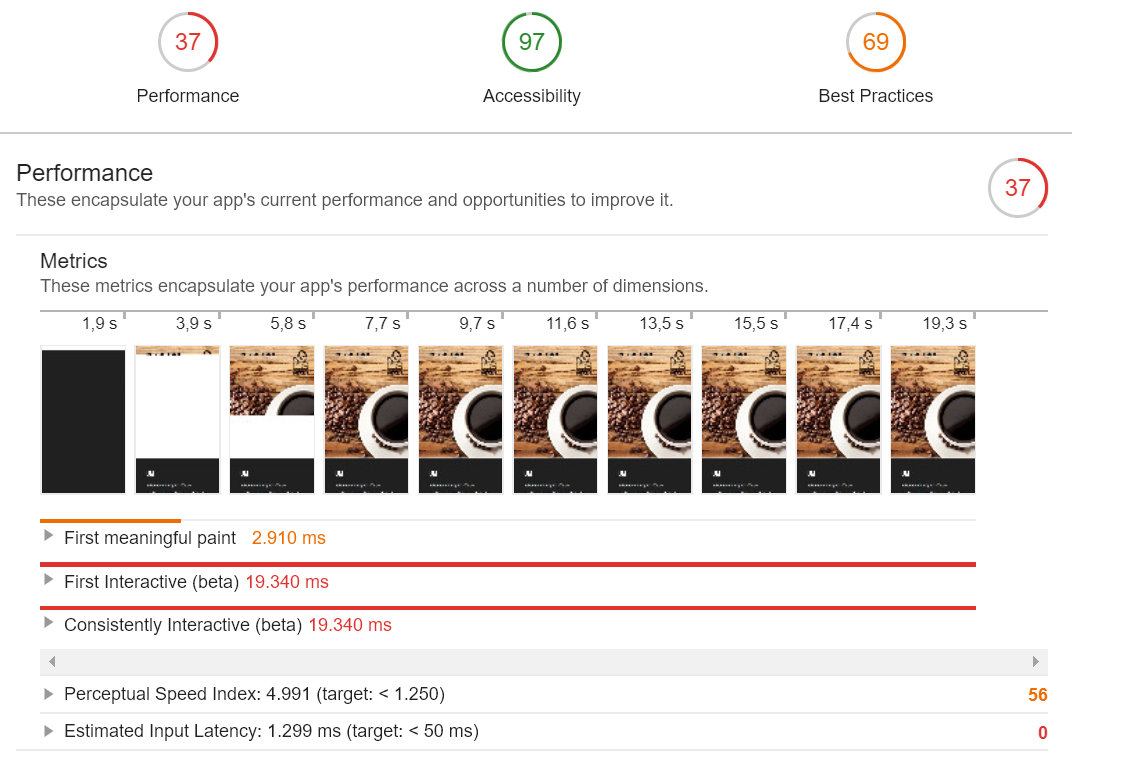 37 97 69
Performance Accessibility Best Practices
Performance
These encapsulate your app's current performance and opportunities to improve it.
37
Metrics
These metrics encapsulate your app's performance across a number of dimensions.
1,9 s 3,9 s 5,8 s 7,7 s 9,7 s 11,6 s 13,5 s 15,5 s 17,4 s 19,3 s
First meaningful paint 2.910 ms
First Interactive (beta) 19.340 ms
Consistently Interactive (beta) 19.340 ms
Perceptual Speed Index: 4.991 (target: < 1.250) 56
Estimated Input Latency: 1.299 ms (target: < 50 ms) 0